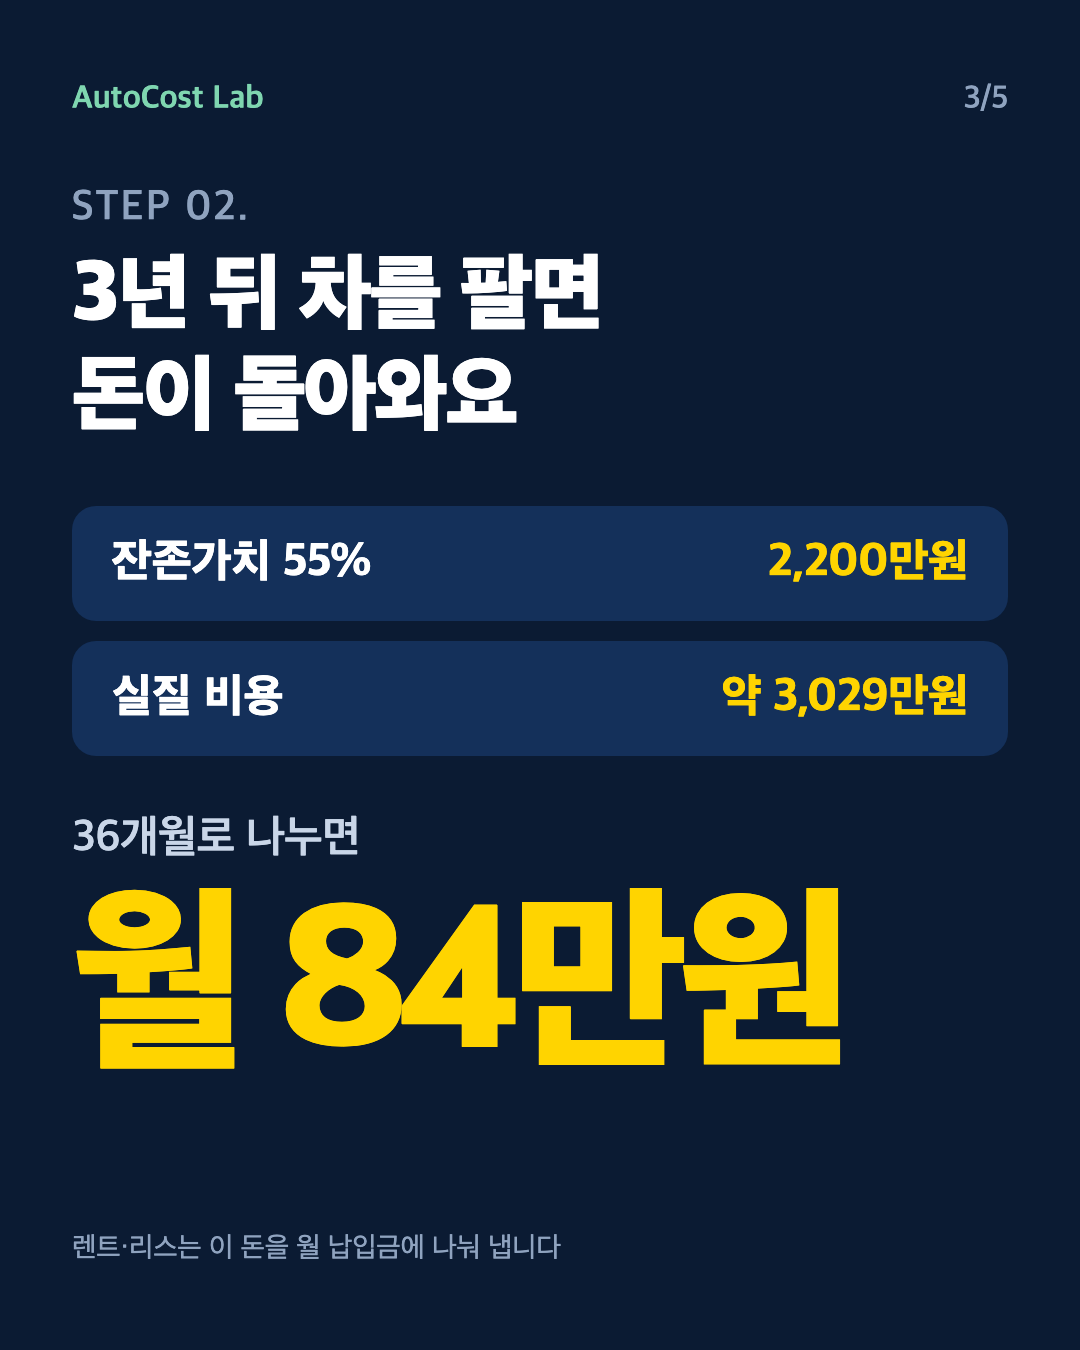 AutoCost Lab
3/5
STEP 02.
3년 뒤 차를 팔면
돈이 돌아와요
잔존가치 55%
2,200만원
실질 비용
약 3,029만원
36개월로 나누면
월 84만원
렌트·리스는 이 돈을 월 납입금에 나눠 냅니다